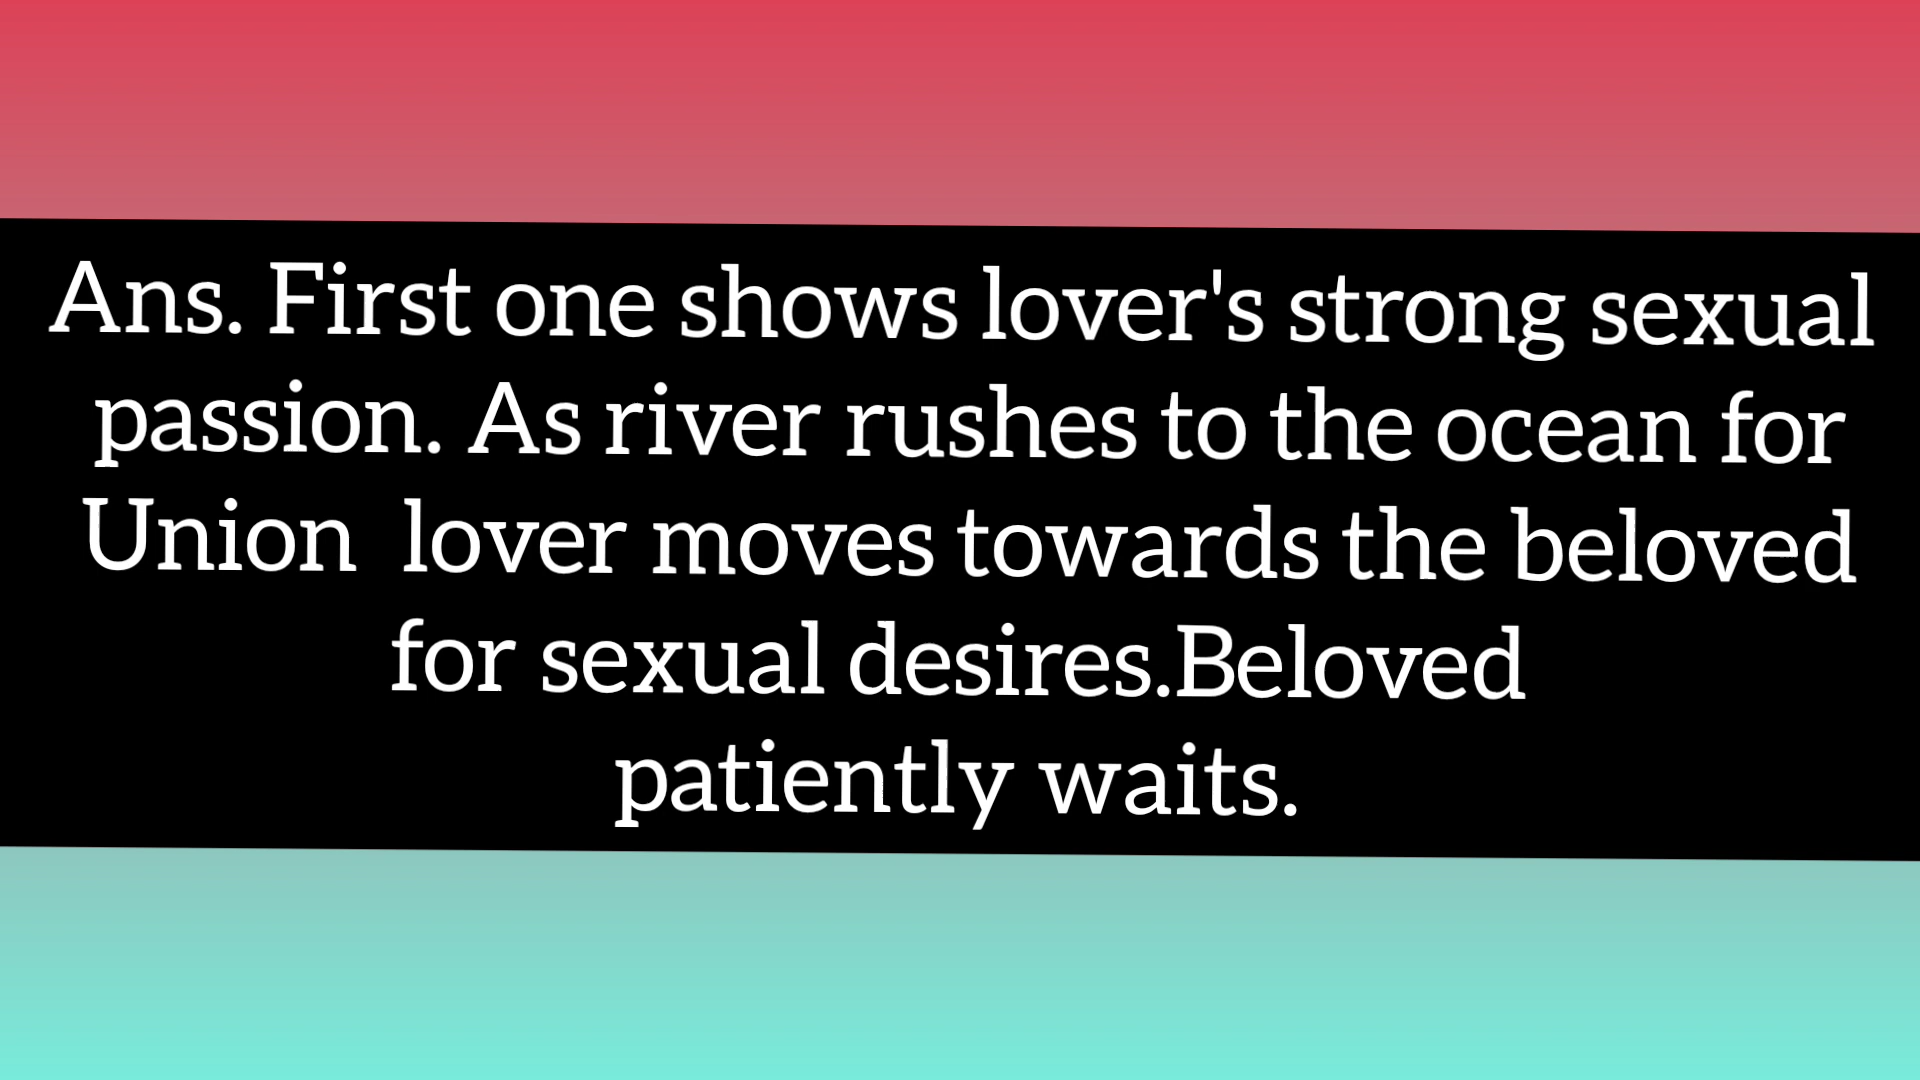 Ans. First one shows lover's strong sexual
passion. As river rushes to the ocean for
Union  lover moves towards the beloved
for sexual desires.Beloved
patiently waits.